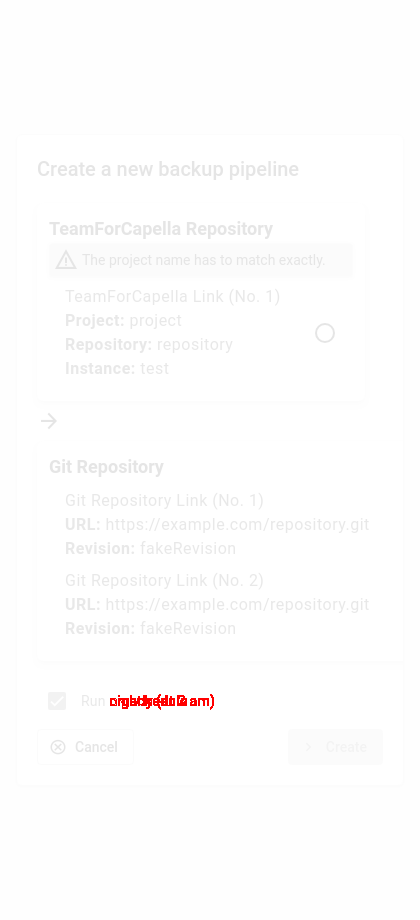 Create a new backup pipeline
TeamForCapella Repository
The project name has to match exactly.
TeamForCapella Link (No. 1)
Project: project
Repository: repository
Instance: test
Git Repository
Git Repository Link (No. 1)
URL: https://example.com/repository.git
Revision: fakeRevision
Git Repository Link (No. 2)
URL: https://example.com/repository.git
Revision: fakeRevision
Run
Cancel
Create